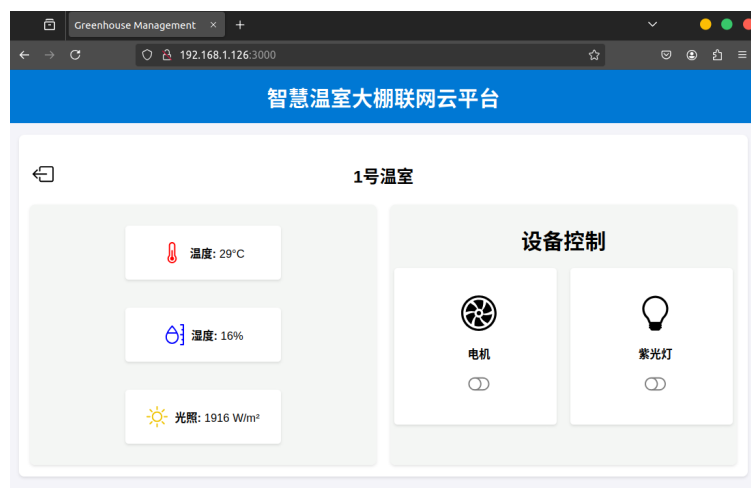 Greenhouse Management
192.168.1.126:3000
智慧温室大棚联网云平台
1号温室
温度: 29°C
湿度: 16%
光照: 1916 W/m²
设备控制
电机
紫光灯